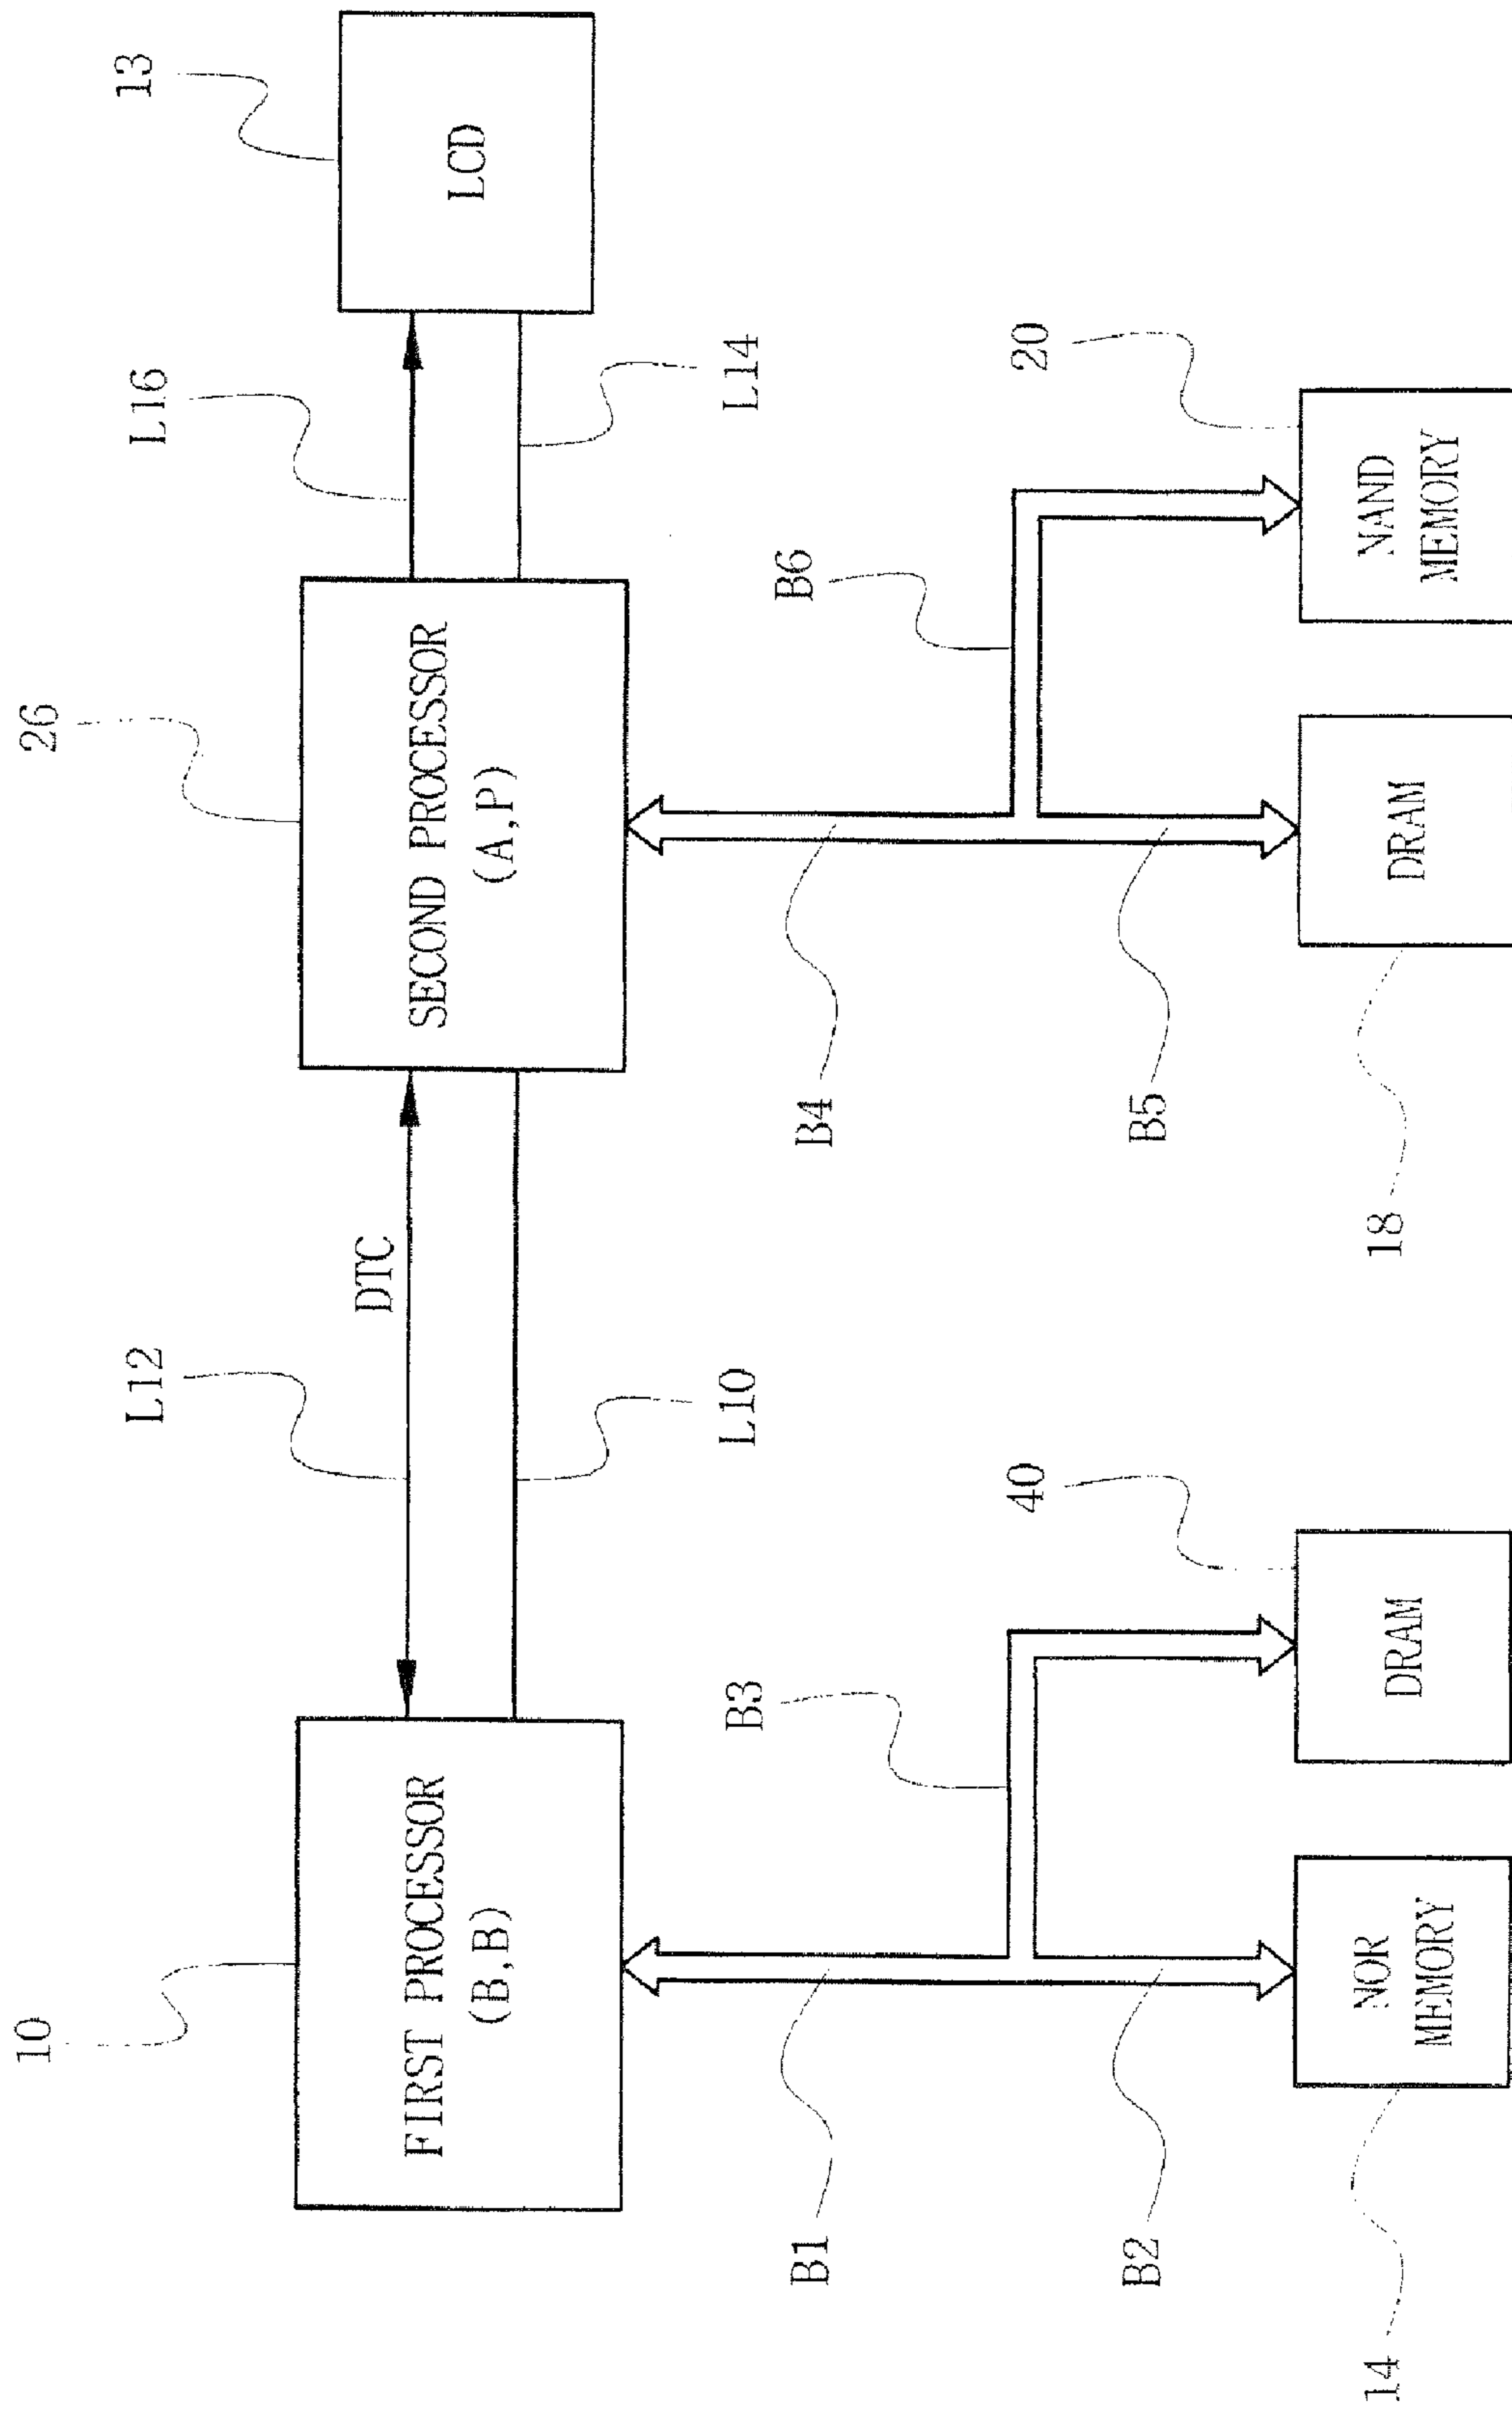 10
FIRST PROCESSOR
(B,B)
L12
DTC
L10
26
SECOND PROCESSOR
(A,P)
L16
L14
13
LCD
B1
B3
B2
40
14
NOR
MEMORY
DRAM
B4
B6
B5
20
18
DRAM
NAND
MEMORY